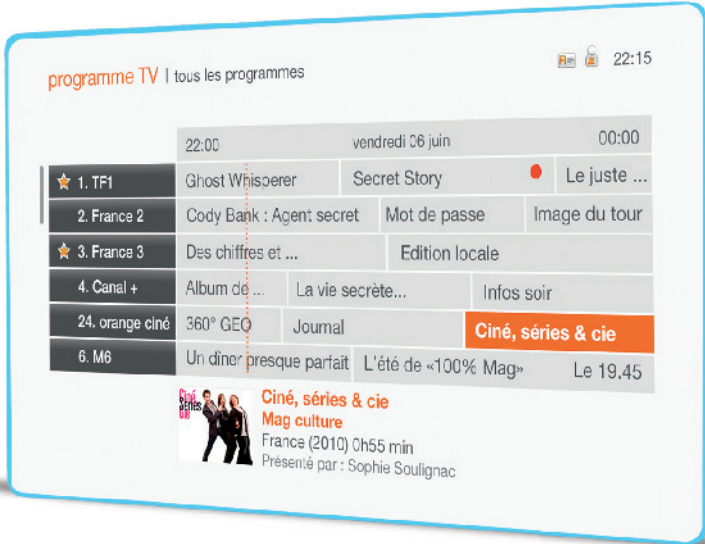 programme TV | tous les programmes
22:15
22:00 vendredi 06 juin 00:00
1. TF1 Ghost Whisperer Secret Story Le juste ...
2. France 2 Cody Bank : Agent secret Mot de passe Image du tour
3. France 3 Des chiffres et ... Edition locale
4. Canal + Album de ... La vie secrète... Infos soir
24. orange ciné 360° GEO Journal Ciné, séries & cie
6. M6 Un dîner presque parfait L'été de «100% Mag» Le 19.45
Ciné
Séries
cie
Ciné, séries & cie
Mag culture
France (2010) 0h55 min
Présenté par : Sophie Soulignac